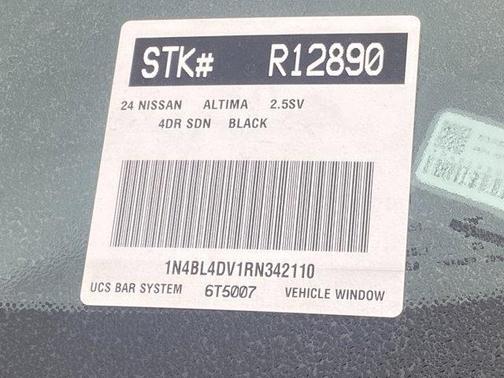 STK# R12890
24 NISSAN ALTIMA 2.5SV
4DR SDN BLACK
1N4BL4DV1RN342110
UCS BAR SYSTEM 6T5007 VEHICLE WINDOW